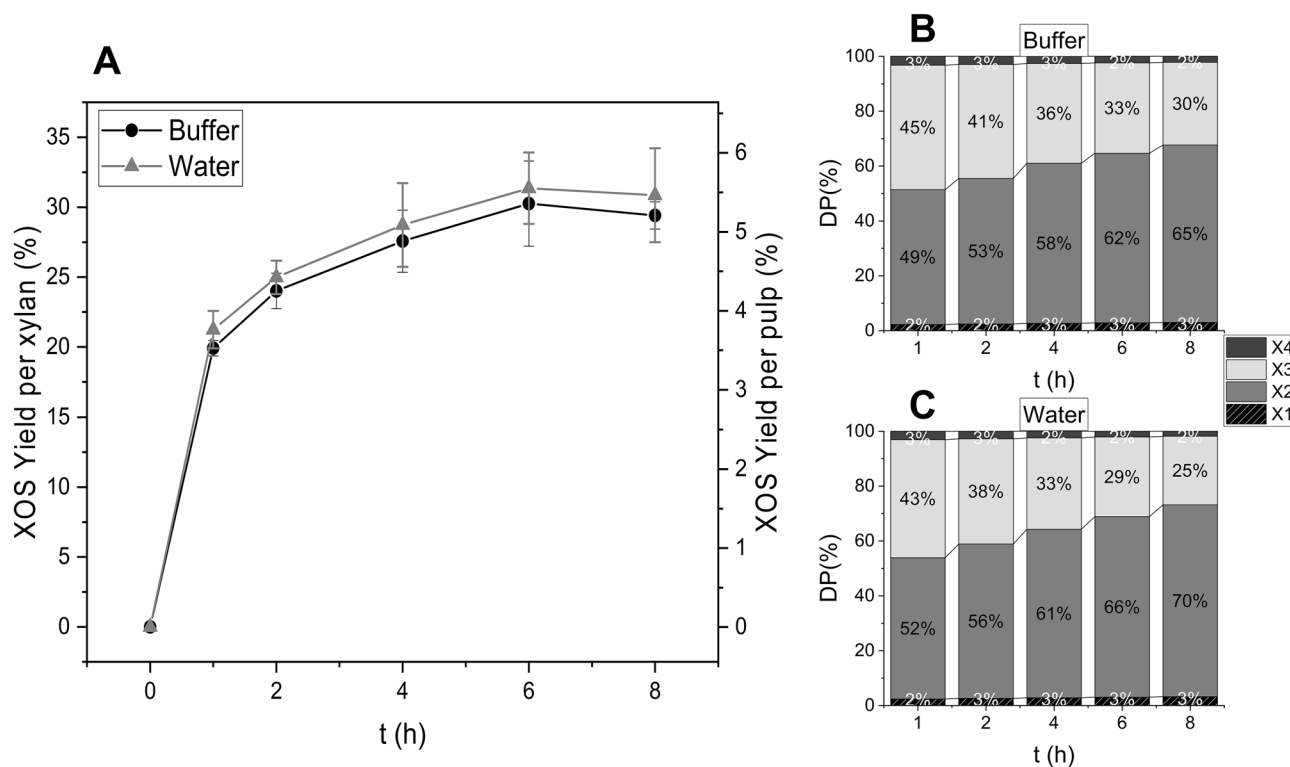 A
XOS Yield per xylan (%)
35
30
25
20
15
10
5
0
Buffer
Water
0 2 4 6 8
t (h)
6
5
4
3
2
1
0
XOS Yield per pulp (%)
B
Buffer
DP(%)
100
80
60
40
20
0
3% 3% 3% 2% 2%
45% 41% 36% 33% 30%
49% 53% 58% 62% 65%
2% 2% 3% 3% 3%
1 2 4 6 8
t (h)
X4
X3
X2
X1
C
Water
DP(%)
100
80
60
40
20
0
3% 3% 2% 2% 2%
43% 38% 33% 29% 25%
52% 56% 61% 66% 70%
2% 3% 3% 3% 3%
1 2 4 6 8
t (h)